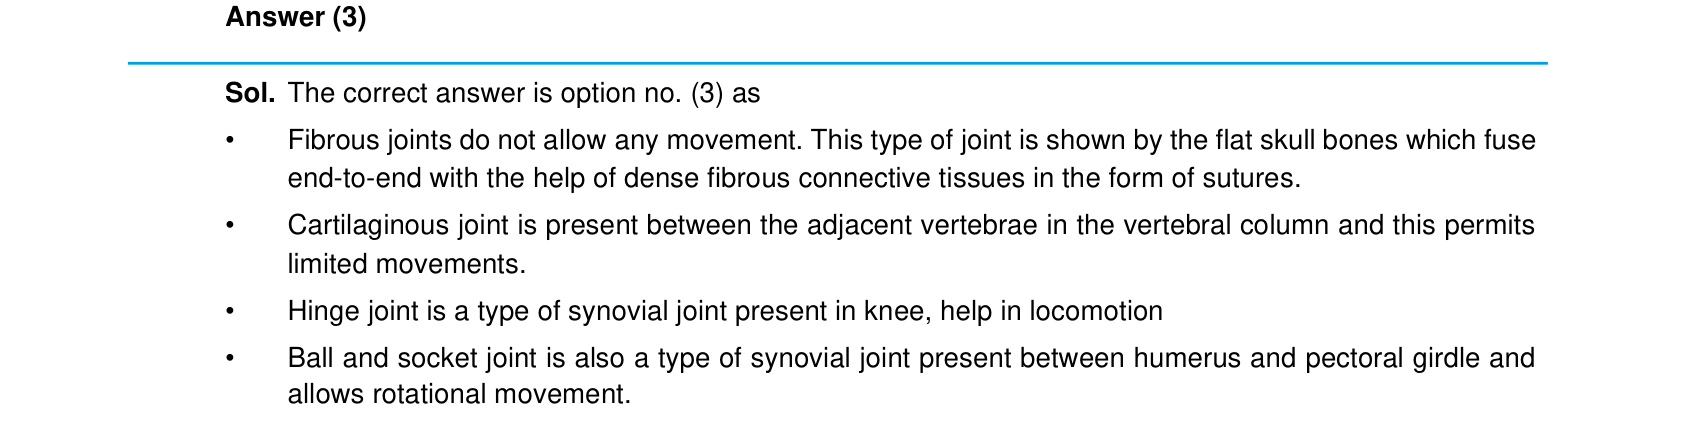 Answer (3)
Sol. The correct answer is option no. (3) as
• Fibrous joints do not allow any movement. This type of joint is shown by the flat skull bones which fuse
end-to-end with the help of dense fibrous connective tissues in the form of sutures.
• Cartilaginous joint is present between the adjacent vertebrae in the vertebral column and this permits
limited movements.
• Hinge joint is a type of synovial joint present in knee, help in locomotion
• Ball and socket joint is also a type of synovial joint present between humerus and pectoral girdle and
allows rotational movement.